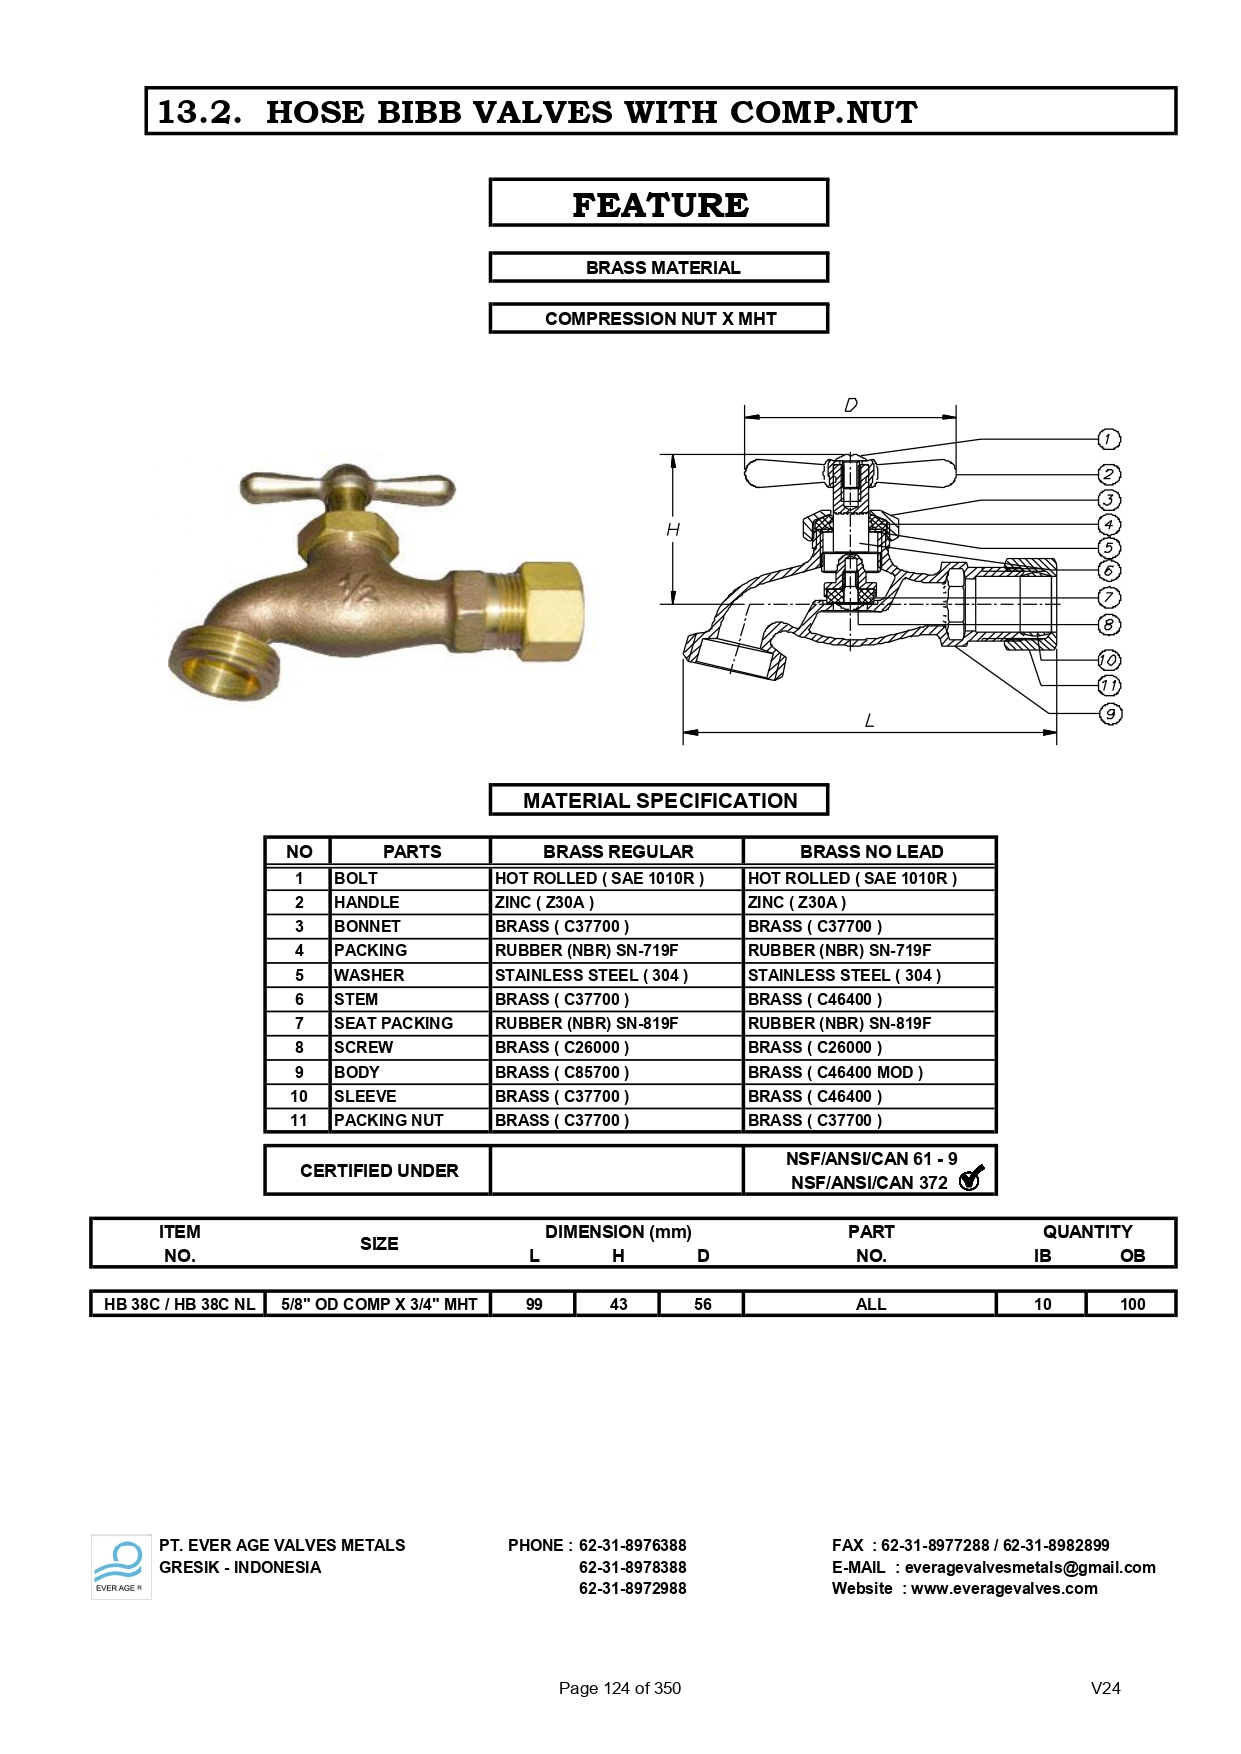 13.2. HOSE BIBB VALVES WITH COMP.NUT
FEATURE
BRASS MATERIAL
COMPRESSION NUT X MHT
1/2
D
H
L
1
2
3
4
5
6
7
8
10
11
9
MATERIAL SPECIFICATION
NO PARTS BRASS REGULAR BRASS NO LEAD
1 BOLT HOT ROLLED ( SAE 1010R ) HOT ROLLED ( SAE 1010R )
2 HANDLE ZINC ( Z30A ) ZINC ( Z30A )
3 BONNET BRASS ( C37700 ) BRASS ( C37700 )
4 PACKING RUBBER (NBR) SN-719F RUBBER (NBR) SN-719F
5 WASHER STAINLESS STEEL ( 304 ) STAINLESS STEEL ( 304 )
6 STEM BRASS ( C37700 ) BRASS ( C46400 )
7 SEAT PACKING RUBBER (NBR) SN-819F RUBBER (NBR) SN-819F
8 SCREW BRASS ( C26000 ) BRASS ( C26000 )
9 BODY BRASS ( C85700 ) BRASS ( C46400 MOD )
10 SLEEVE BRASS ( C37700 ) BRASS ( C46400 )
11 PACKING NUT BRASS ( C37700 ) BRASS ( C37700 )
CERTIFIED UNDER
NSF/ANSI/CAN 61 - 9
NSF/ANSI/CAN 372
ITEM SIZE DIMENSION (mm) PART QUANTITY
NO. L H D NO. IB OB
HB 38C / HB 38C NL 5/8" OD COMP X 3/4" MHT 99 43 56 ALL 10 100
EVER AGE ®
PT. EVER AGE VALVES METALS PHONE : 62-31-8976388 FAX : 62-31-8977288 / 62-31-8982899
GRESIK - INDONESIA 62-31-8978388 E-MAIL : everagevalvesmetals@gmail.com
62-31-8972988 Website : www.everagevalves.com
Page 124 of 350 V24